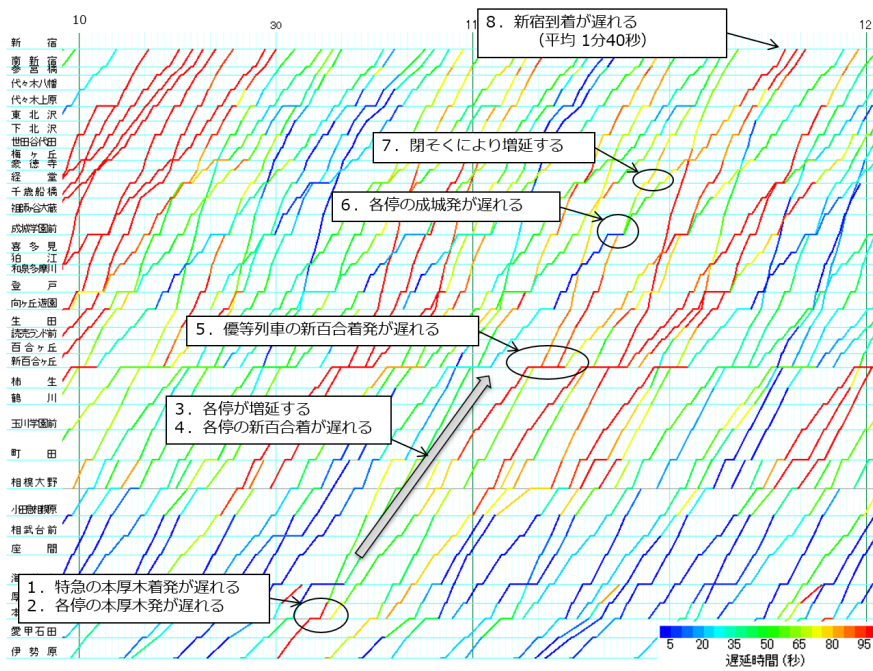 10
30
11
12
8. 新宿到着が遅れる
(平均 1分40秒)
新宿
南新宿
参宮橋
代々木八幡
代々木上原
東北沢
下北沢
世田谷代田
梅ヶ丘
豪徳寺
経堂
千歳船橋
祖師ヶ谷大蔵
成城学園前
喜多見
狛江
和泉多摩川
登戸
向ヶ丘遊園
生田
読売ランド前
百合ヶ丘
新百合ヶ丘
柿生
鶴川
玉川学園前
町田
相模大野
小田急相模原
相武台前
座間
海
厚
本
愛甲石田
伊勢原
7. 閉そくにより増延する
6. 各停の成城発が遅れる
5. 優等列車の新百合着発が遅れる
3. 各停が増延する
4. 各停の新百合着が遅れる
1. 特急の本厚木着発が遅れる
2. 各停の本厚木発が遅れる
5 20 35 50 65 80 95
遅延時間 (秒)